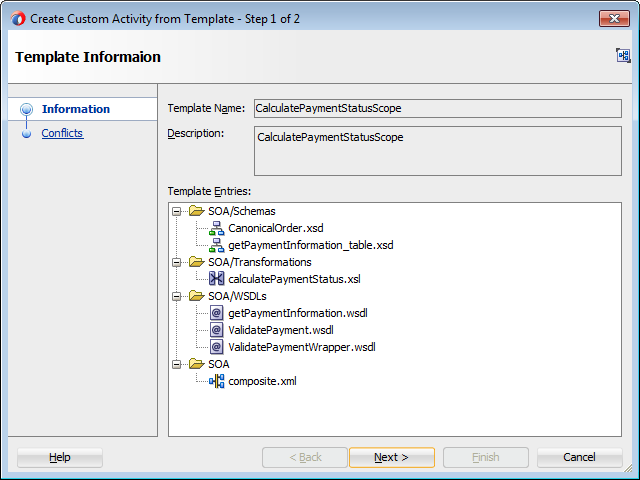 Create Custom Activity from Template - Step 1 of 2
Template Informaion
Information
Conflicts
Template Name: CalculatePaymentStatusScope
Description: CalculatePaymentStatusScope
Template Entries:
SOA/Schemas
CanonicalOrder.xsd
getPaymentInformation_table.xsd
SOA/Transformations
calculatePaymentStatus.xsl
SOA/WSDLs
getPaymentInformation.wsdl
ValidatePayment.wsdl
ValidatePaymentWrapper.wsdl
SOA
composite.xml
Help < Back Next > Finish Cancel